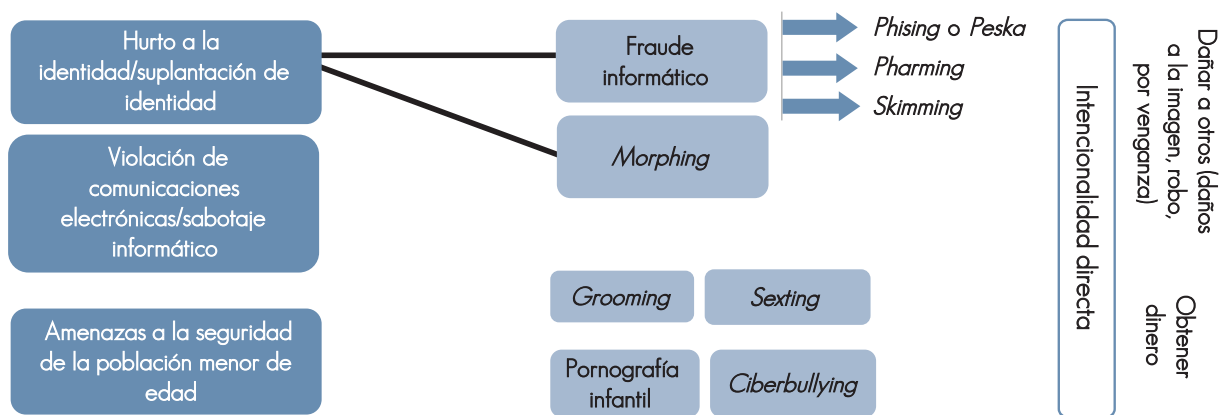 Hurto a la
identidad/suplantación de
identidad
Fraude
informático
Phising o Peska
Pharming
Skimming
Morphing
Violación de
comunicaciones
electrónicas/sabotaje
informático
Amenazas a la seguridad
de la población menor de
edad
Grooming
Sexting
Pornografía
infantil
Ciberbullying
Intencionalidad directa
Dañar a otros (daños
a la imagen, robo,
por venganza)
Obtener
dinero